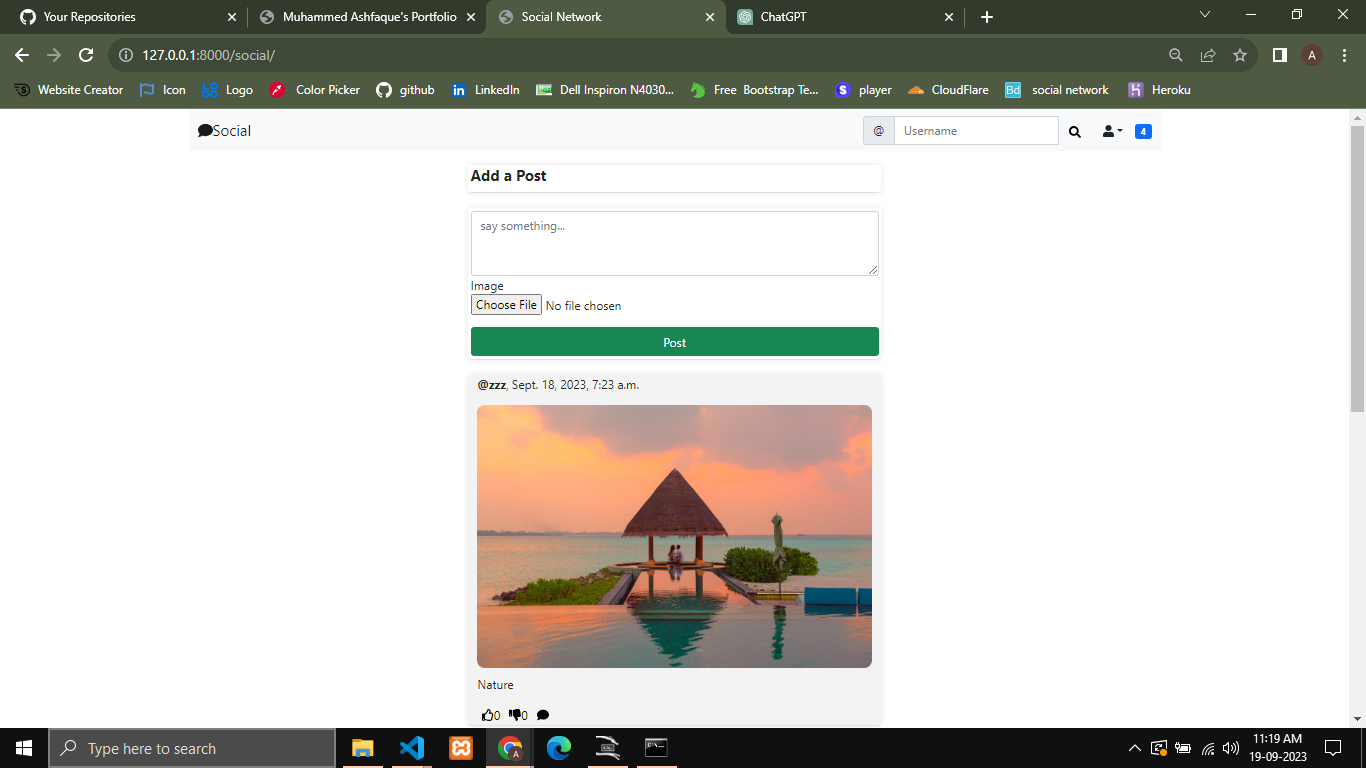 Your Repositories
Muhammed Ashfaque's Portfolio
Social Network
ChatGPT
127.0.0.1:8000/social/
A
Website Creator
Icon
Logo
Color Picker
github
LinkedIn
Dell Inspiron N4030...
Free Bootstrap Te...
player
CloudFlare
Bd social network
Heroku
Social
@ Username
4
Add a Post
say something...
Image
Choose File No file chosen
Post
@zzz, Sept. 18, 2023, 7:23 a.m.
Nature
0 0
Type here to search
11:19 AM
19-09-2023